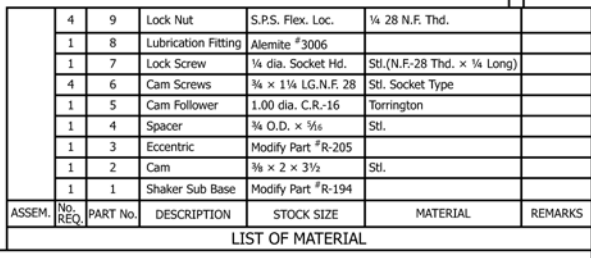 4 9 Lock Nut S.P.S. Flex. Loc. ¼ 28 N.F. Thd.
1 8 Lubrication Fitting Alemite #3006
1 7 Lock Screw ¼ dia. Socket Hd. Stl.(N.F.-28 Thd. × ¼ Long)
4 6 Cam Screws ¾ × 1¼ LG.N.F. 28 Stl. Socket Type
1 5 Cam Follower 1.00 dia. C.R.-16 Torrington
1 4 Spacer ¾ O.D. × 5⁄16 Stl.
1 3 Eccentric Modify Part #R-205
1 2 Cam ⅜ × 2 × 3½ Stl.
1 1 Shaker Sub Base Modify Part #R-194
ASSEM. No. REQ. PART No. DESCRIPTION STOCK SIZE MATERIAL REMARKS
LIST OF MATERIAL